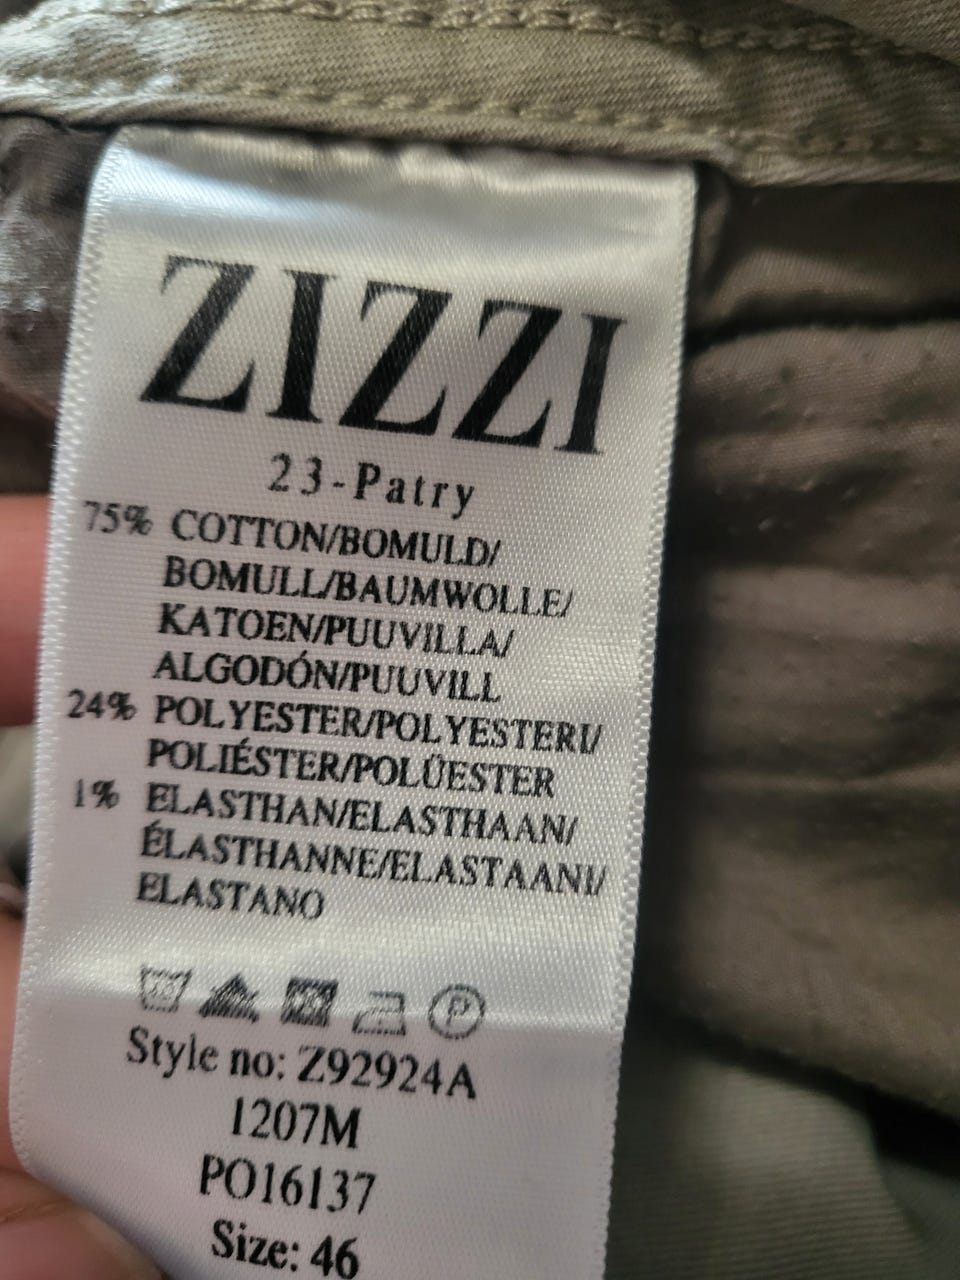 ZIZZI
23-Patry
75% COTTON/BOMULD/
BOMULL/BAUMWOLLE/
KATOEN/PUUVILLA/
ALGODÓN/PUUVILL
24% POLYESTER/POLYESTERI/
POLIÉSTER/POLÜESTER
1% ELASTHAN/ELASTHAAN/
ÉLASTHANNE/ELASTAANI/
ELASTANO
P
Style no: Z92924A
1207M
PO16137
Size: 46